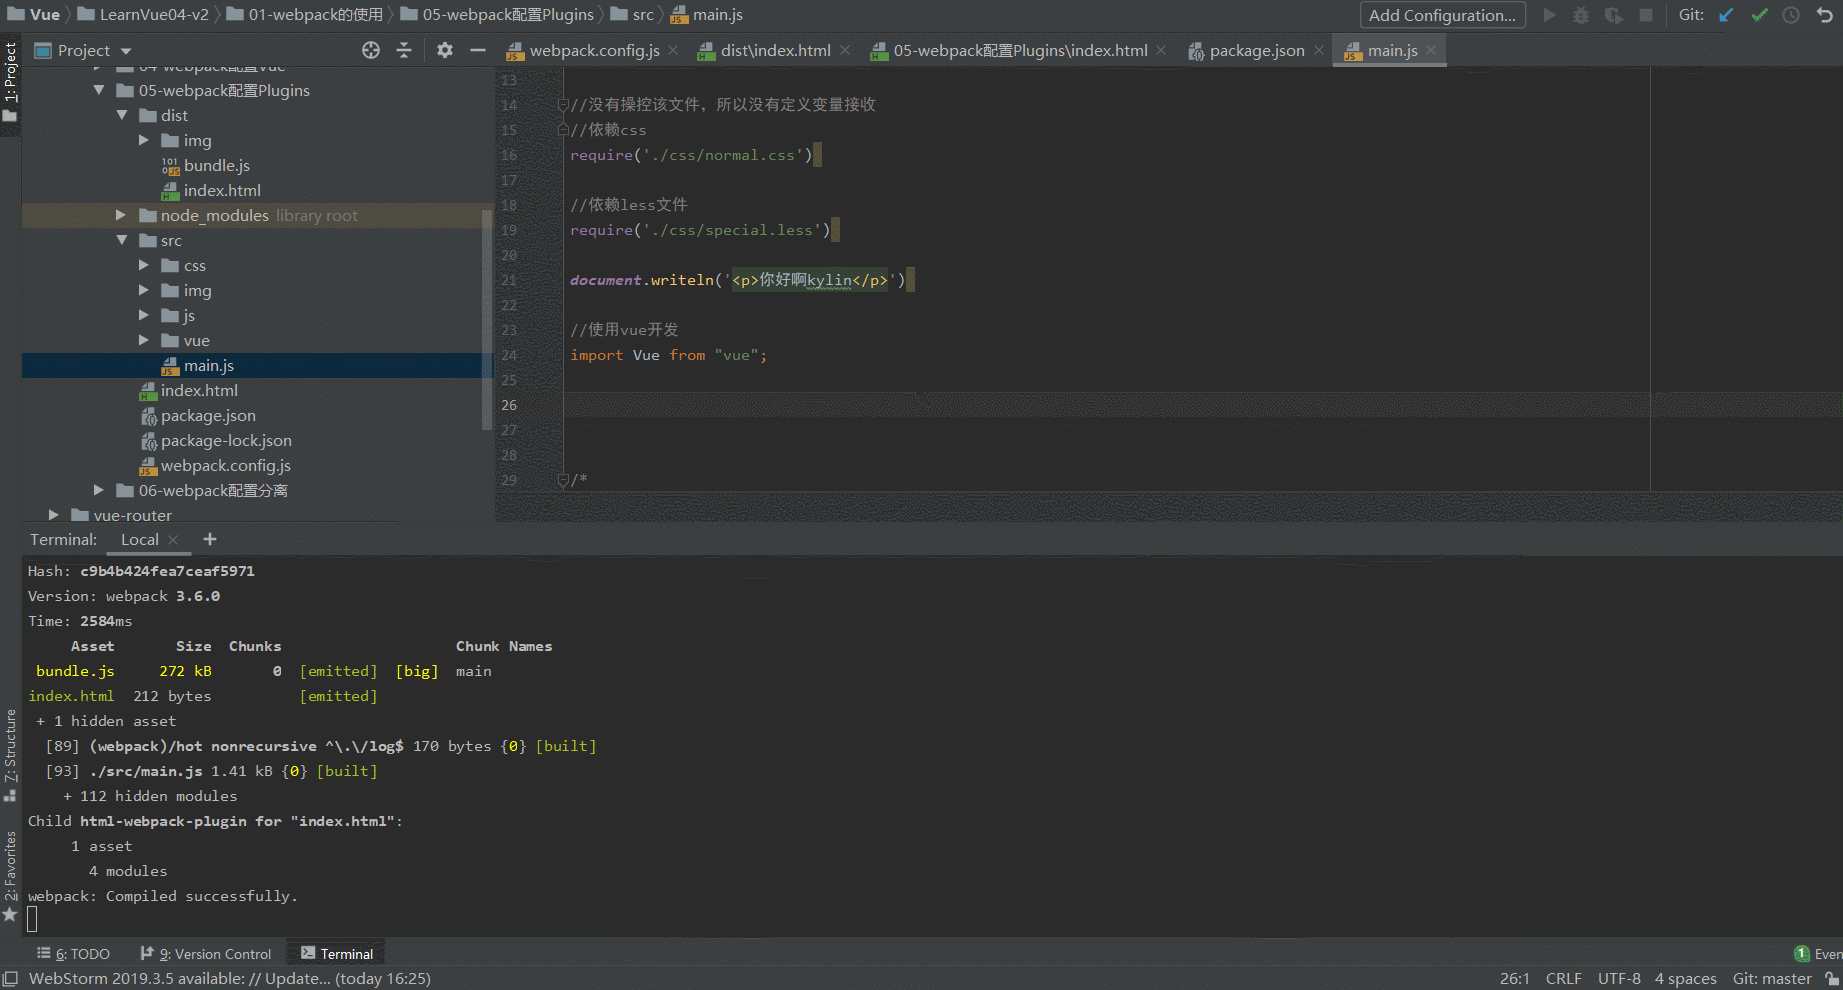 Vue LearnVue04-v2 01-webpack的使用 05-webpack配置Plugins src main.js
Add Configuration... Git:
1: Project
Project
webpack.config.js dist\index.html 05-webpack配置Plugins\index.html package.json main.js
04-webpack配置Vue
05-webpack配置Plugins
dist
img
bundle.js
index.html
node_modules library root
src
css
img
js
vue
main.js
index.html
package.json
package-lock.json
webpack.config.js
06-webpack配置分离
vue-router
13
14 //没有操控该文件，所以没有定义变量接收
15 //依赖css
16 require('./css/normal.css')
17
18 //依赖less文件
19 require('./css/special.less')
20
21 document.writeln('<p>你好啊kylin</p>')
22
23 //使用vue开发
24 import Vue from "vue";
25
26
27
28
29 /*
Terminal: Local +
Hash: c9b4b424fea7ceaf5971
Version: webpack 3.6.0
Time: 2584ms
Asset Size Chunks Chunk Names
bundle.js 272 kB 0 [emitted] [big] main
index.html 212 bytes [emitted]
+ 1 hidden asset
[89] (webpack)/hot nonrecursive ^\.\/log$ 170 bytes {0} [built]
[93] ./src/main.js 1.41 kB {0} [built]
+ 112 hidden modules
Child html-webpack-plugin for "index.html":
1 asset
4 modules
webpack: Compiled successfully.
Z: Structure
2: Favorites
6: TODO 9: Version Control Terminal 1 Even
WebStorm 2019.3.5 available: // Update... (today 16:25) 26:1 CRLF UTF-8 4 spaces Git: master